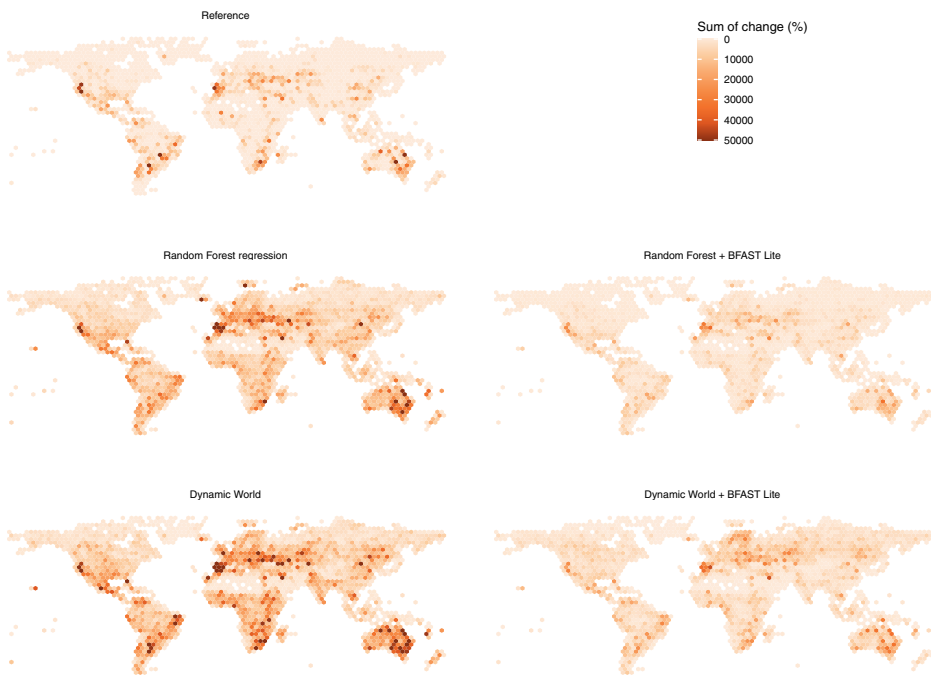 Reference
Sum of change (%)
0
10000
20000
30000
40000
50000
Random Forest regression
Random Forest + BFAST Lite
Dynamic World
Dynamic World + BFAST Lite